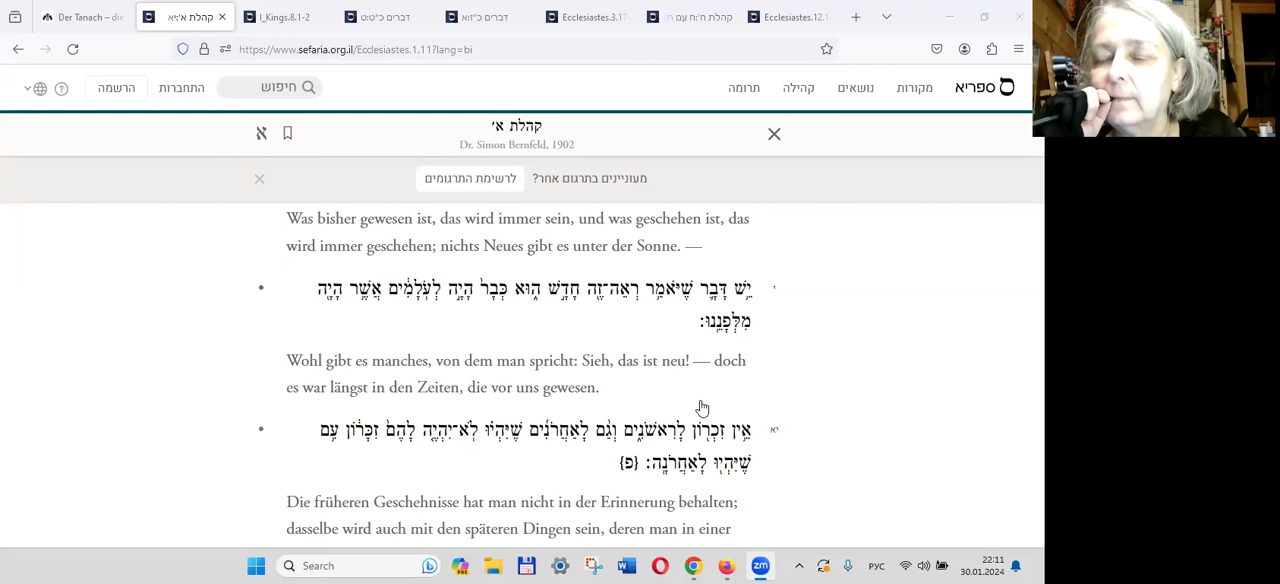 Der Tanach – die
קהלת א׳:יא
I_Kings.8.1-2
דברים כ״ט:ט
דברים כ״ז:א
Ecclesiastes.3.17-
קהלת ח׳:ח עם ר
Ecclesiastes.12.1
https://www.sefaria.org.il/Ecclesiastes.1.11?lang=bi
ספריא מקורות נושאים קהילה תרומה חיפוש התחברות הרשמה
קהלת א׳
Dr. Simon Bernfeld, 1902
מעוניינים בתרגום אחר? לרשימת התרגומים
Was bisher gewesen ist, das wird immer sein, und was geschehen ist, das
wird immer geschehen; nichts Neues gibt es unter der Sonne. —
י
יֵ֥שׁ דָּבָ֛ר שֶׁיֹּאמַ֥ר רְאֵה־זֶ֖ה חָדָ֣שׁ ה֑וּא כְּבָר֙ הָיָ֣ה לְעֹֽלָמִ֔ים אֲשֶׁ֥ר הָיָ֖ה
מִלְּפָנֵֽנוּ׃
Wohl gibt es manches, von dem man spricht: Sieh, das ist neu! — doch
es war längst in den Zeiten, die vor uns gewesen.
יא
אֵ֥ין זִכְר֖וֹן לָרִאשֹׁנִ֑ים וְגַ֨ם לָאַחֲרֹנִ֜ים שֶׁיִּהְי֗וּ לֹֽא־יִהְיֶ֤ה לָהֶם֙ זִכָּר֔וֹן עִ֥ם
שֶׁיִּהְי֖וּ לָאַחֲרֹנָֽה׃ {פ}
Die früheren Geschehnisse hat man nicht in der Erinnerung behalten;
dasselbe wird auch mit den späteren Dingen sein, deren man in einer
Search
PRE
zm
РУС
22:11
30.01.2024